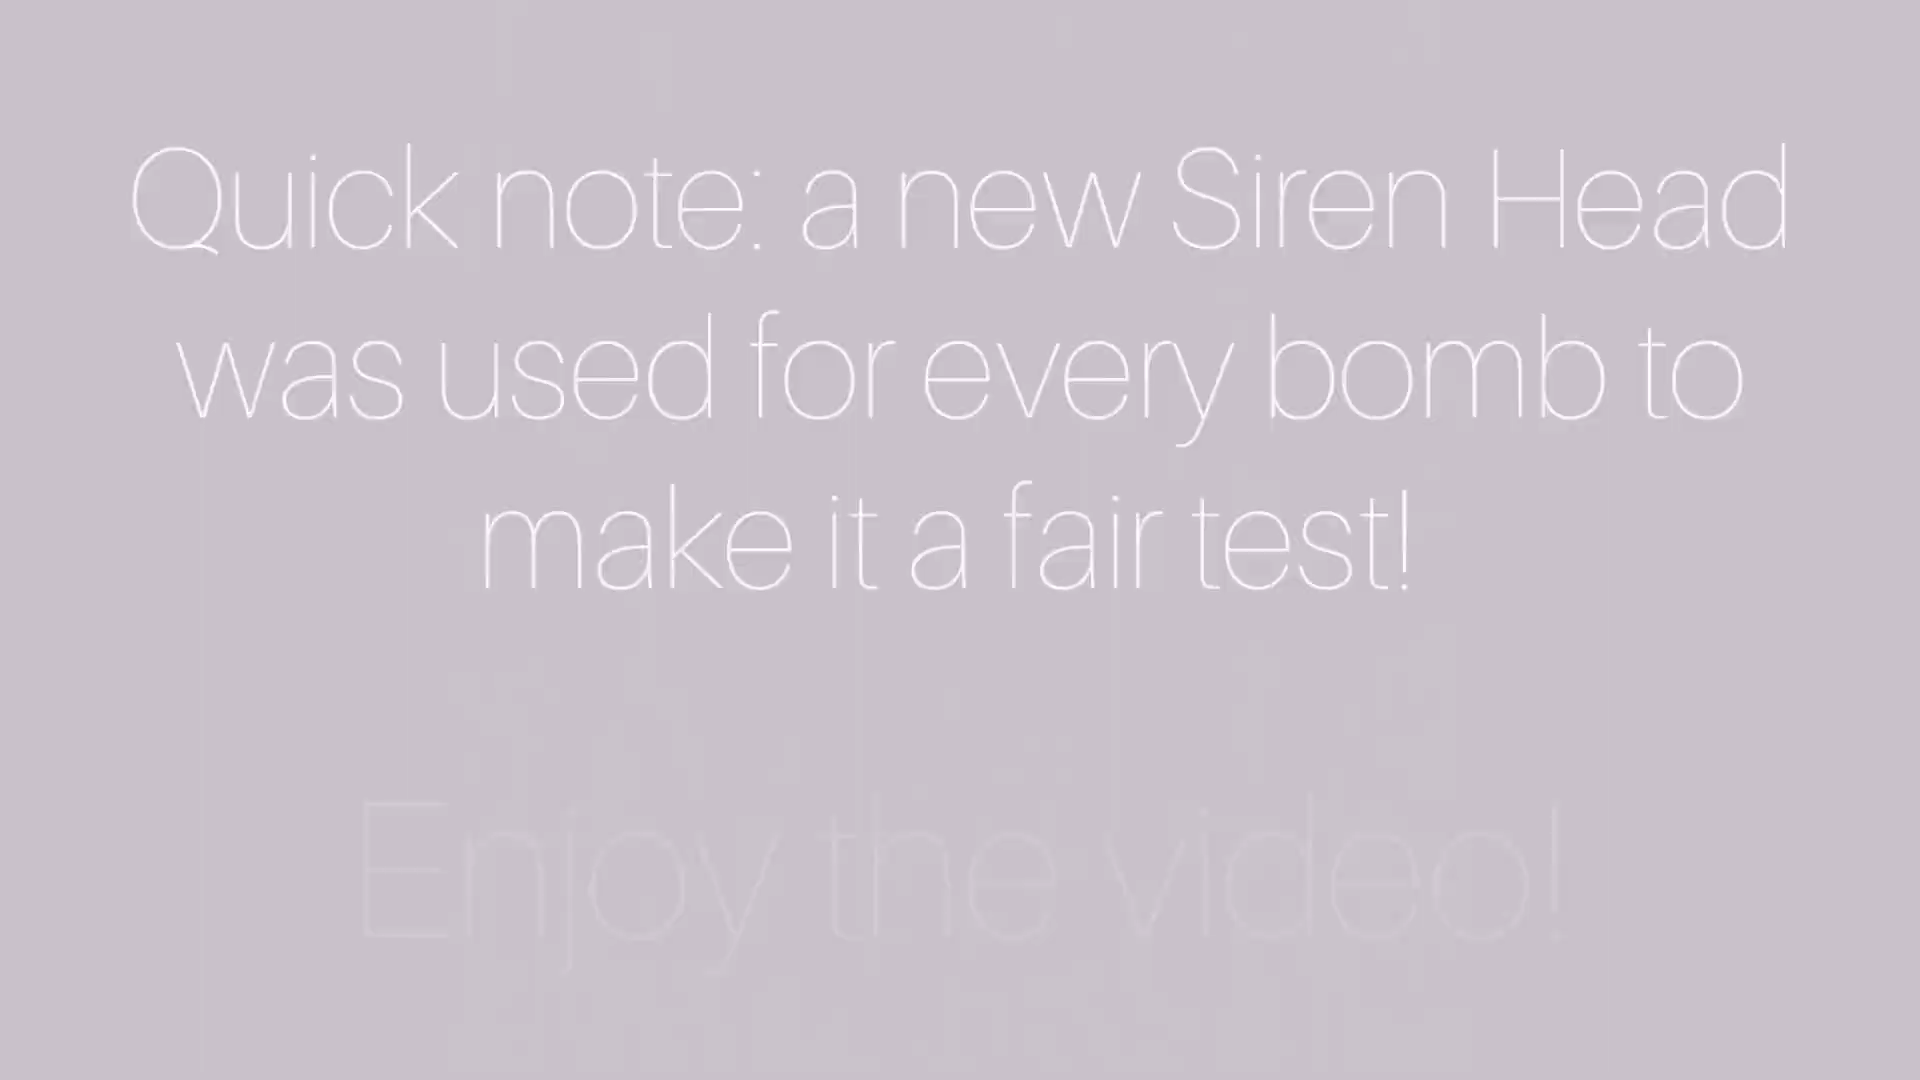 Quick note: a new Siren Head
was used for every bomb to
make it a fair test!
Enjoy the video!